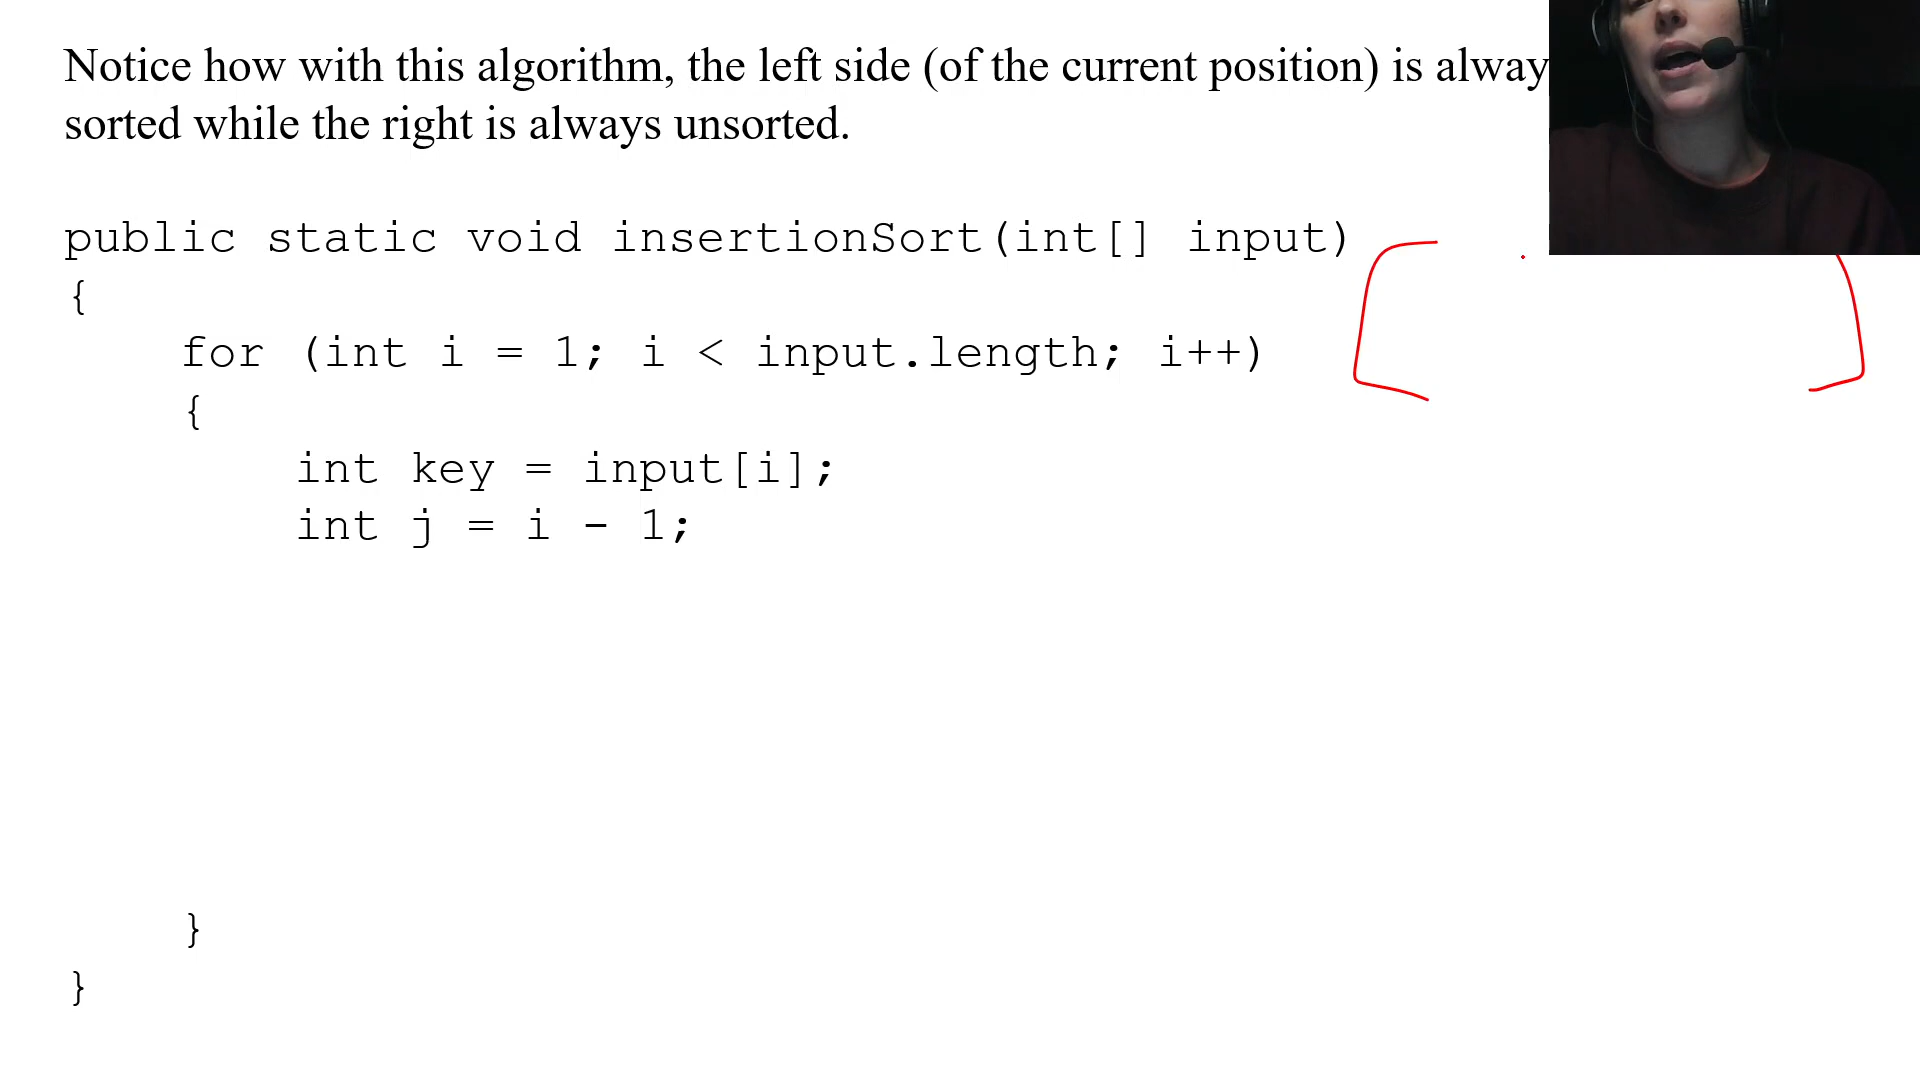 Notice how with this algorithm, the left side (of the current position) is alway
sorted while the right is always unsorted.
public static void insertionSort(int[] input)
{
for (int i = 1; i < input.length; i++)
{
int key = input[i];
int j = i - 1;
}
}